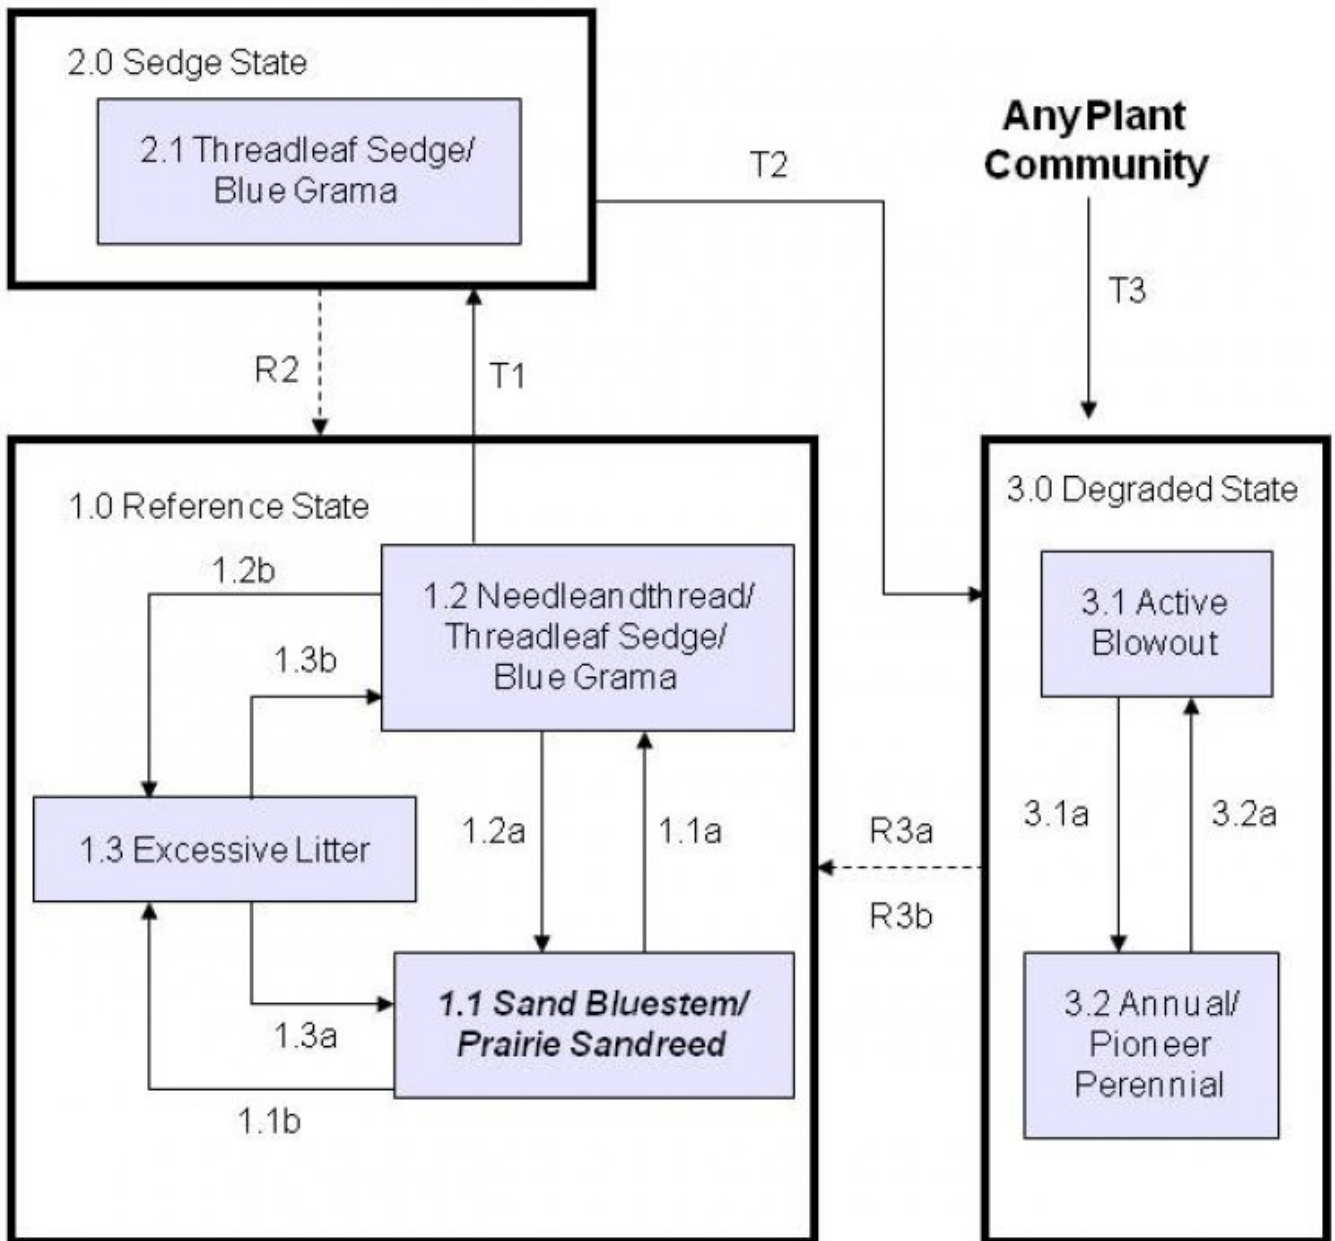 2.0 Sedge State
2.1 Threadleaf Sedge/
Blue Grama
Any Plant
Community
T2
T3
R2
T1
1.0 Reference State
1.2b
1.2 Needleandthread/
Threadleaf Sedge/
Blue Grama
1.3b
1.3 Excessive Litter
1.2a
1.1a
1.1 Sand Bluestem/
Prairie Sandreed
1.3a
1.1b
R3a
R3b
3.0 Degraded State
3.1 Active
Blowout
3.1a
3.2a
3.2 Annual/
Pioneer
Perennial